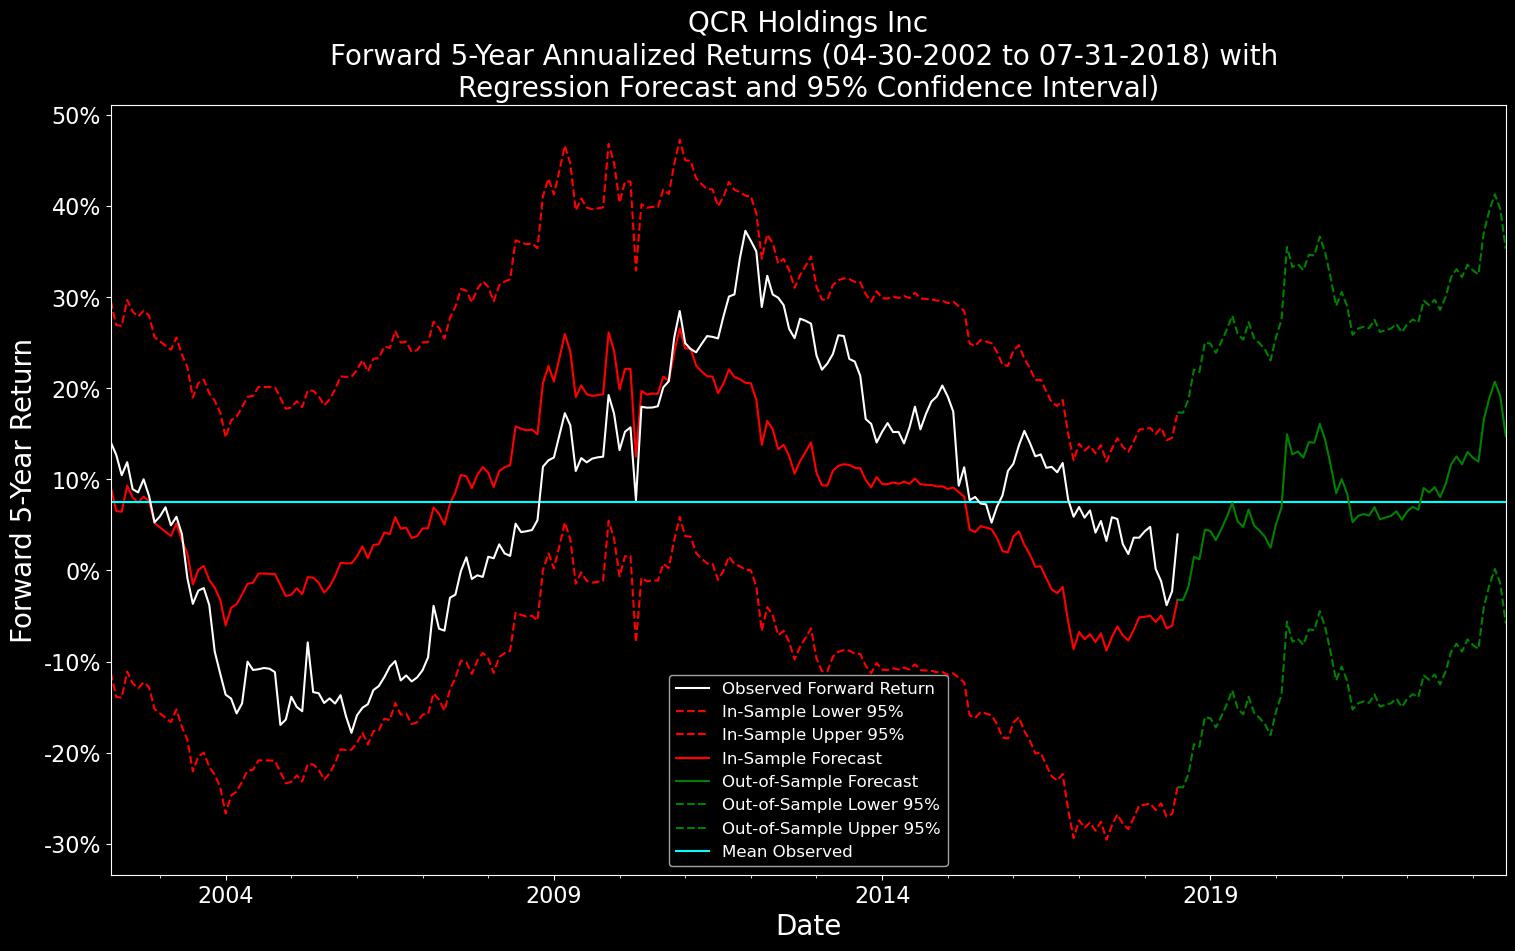 QCR Holdings Inc
Forward 5-Year Annualized Returns (04-30-2002 to 07-31-2018) with
Regression Forecast and 95% Confidence Interval)
Forward 5-Year Return
50%
40%
30%
20%
10%
0%
-10%
-20%
-30%
Observed Forward Return
In-Sample Lower 95%
In-Sample Upper 95%
In-Sample Forecast
Out-of-Sample Forecast
Out-of-Sample Lower 95%
Out-of-Sample Upper 95%
Mean Observed
2004
2009
2014
2019
Date